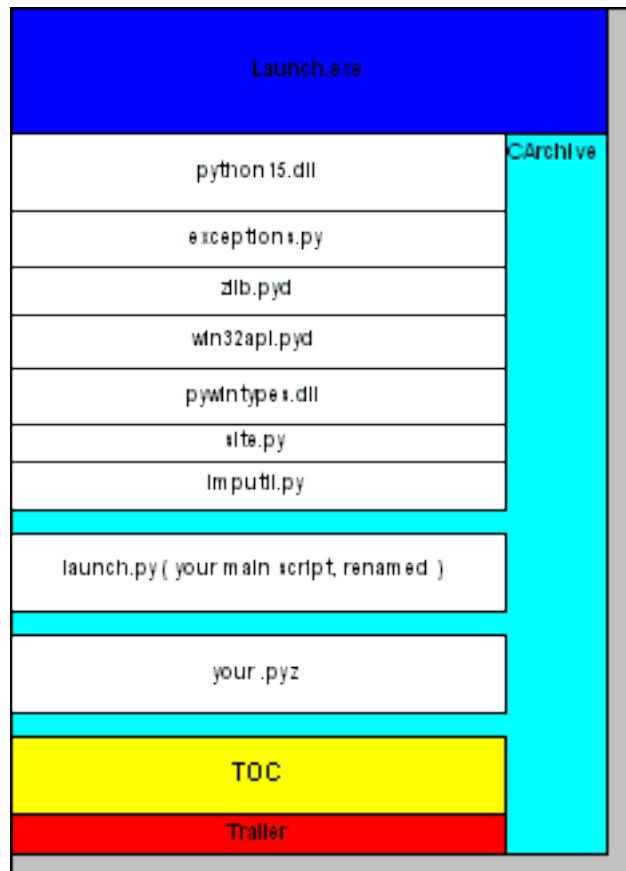 Launch.exe
CArchive
python15.dll
exceptions.py
zlib.pyd
win32api.pyd
pywintypes.dll
site.py
imputil.py
launch.py ( your main script, renamed )
your .pyz
TOC
Trailer